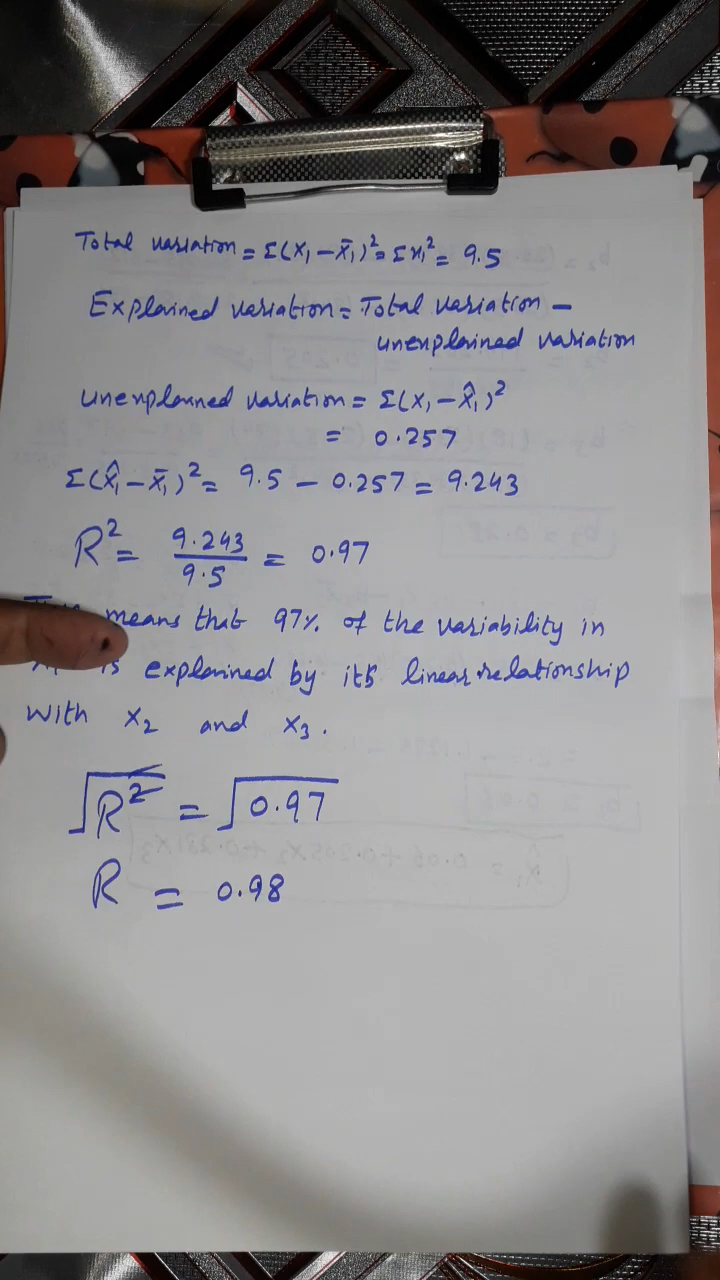 Total variation = Σ(X₁ - X̄₁)² = Σx₁² = 9.5
Explained variation = Total variation -
unexplained variation
unexplained variation = Σ(X₁ - X̂₁)²
= 0.257
Σ(X̂₁ - X̄₁)² = 9.5 - 0.257 = 9.243
R² = 9.243/9.5 = 0.97
means that 97% of the variability in
is explained by its linear relationship
with X₂ and X₃.
√R² = √0.97
R = 0.98